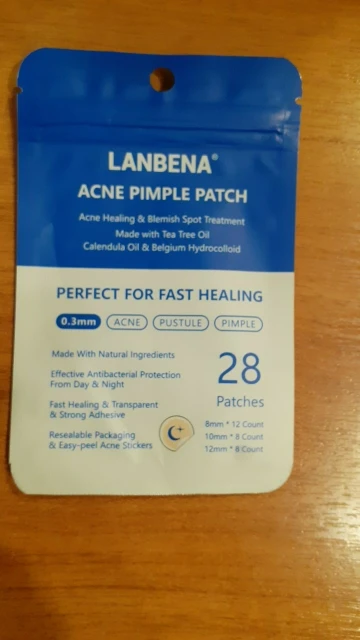 LANBENA®
ACNE PIMPLE PATCH
Acne Healing & Blemish Spot Treatment
Made with Tea Tree Oil
Calendula Oil & Belgium Hydrocolloid
PERFECT FOR FAST HEALING
0.3mm ACNE PUSTULE PIMPLE
Made With Natural Ingredients
Effective Antibacterial Protection
From Day & Night
Fast Healing & Transparent
& Strong Adhesive
Resealable Packaging
& Easy-peel Acne Stickers
28
Patches
8mm * 12 Count
10mm * 8 Count
12mm * 8 Count